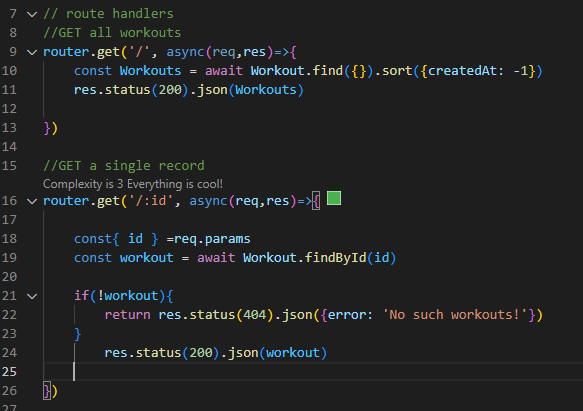 7 // route handlers
8 //GET all workouts
9 router.get('/', async(req,res)=>{
10 const Workouts = await Workout.find({}).sort({createdAt: -1})
11 res.status(200).json(Workouts)
12
13 })
14
15 //GET a single record
Complexity is 3 Everything is cool!
16 router.get('/:id', async(req,res)=>{
17
18 const{ id } =req.params
19 const workout = await Workout.findById(id)
20
21 if(!workout){
22 return res.status(404).json({error: 'No such workouts!'})
23 }
24 res.status(200).json(workout)
25
26 })
27